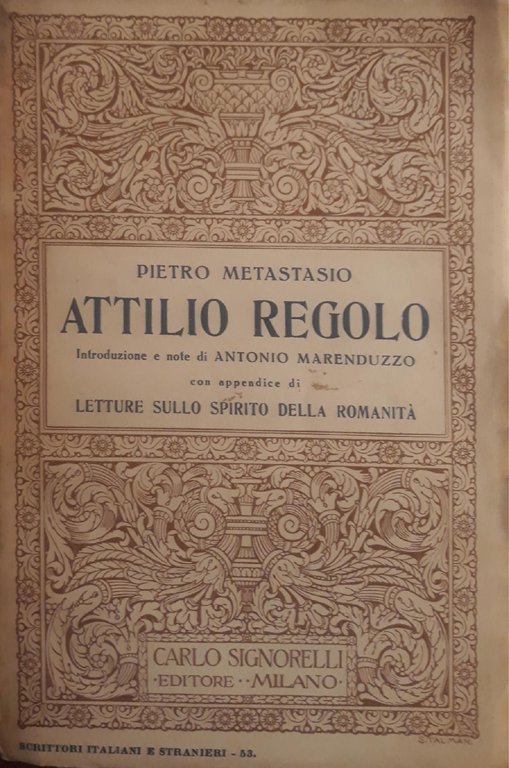 PIETRO METASTASIO
ATTILIO REGOLO
Introduzione e note di ANTONIO MARENDUZZO
con appendice di
LETTURE SULLO SPIRITO DELLA ROMANITÀ
CARLO SIGNORELLI
·EDITORE··MILANO·
SCRITTORI ITALIANI E STRANIERI - 53.